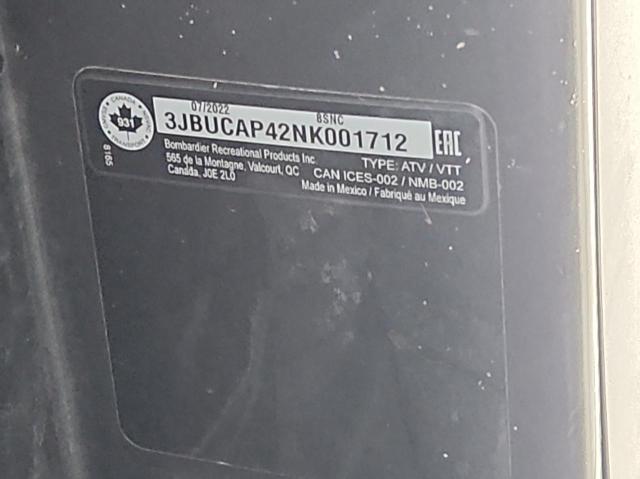 CANADA
931
TRANSPORT
8165
07/2022 BSNC
3JBUCAP42NK001712
EAC
Bombardier Recreational Products Inc.
565 de la Montagne, Valcourt, QC
Canada, J0E 2L0
TYPE: ATV / VTT
CAN ICES-002 / NMB-002
Made in Mexico / Fabriqué au Mexique